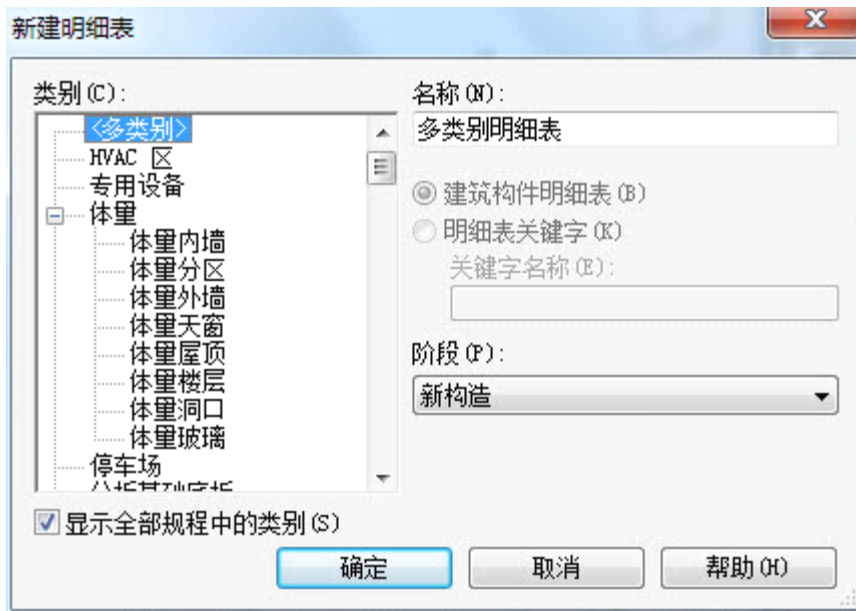 新建明细表
类别(C):
<多类别>
HVAC 区
专用设备
体量
体量内墙
体量分区
体量外墙
体量天窗
体量屋顶
体量楼层
体量洞口
体量玻璃
停车场
显示全部规程中的类别(S)
名称(N):
多类别明细表
建筑构件明细表(B)
明细表关键字(K)
关键字名称(E):
阶段(P):
新构造
确定
取消
帮助(H)